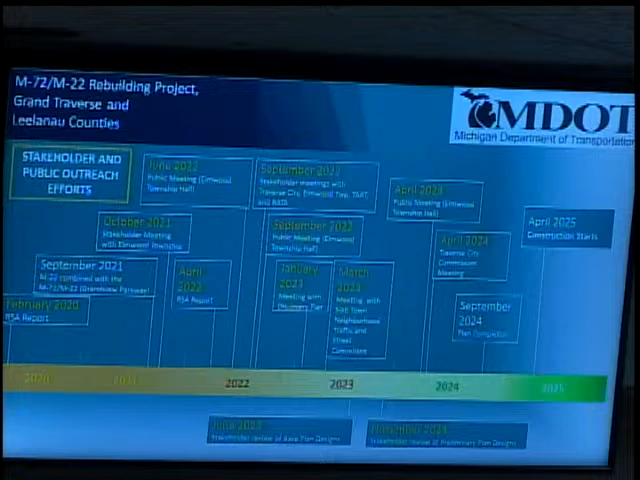 M-72/M-22 Rebuilding Project,
Grand Traverse and
Leelanau Counties
MDOT
Michigan Department of Transportation
STAKEHOLDER AND
PUBLIC OUTREACH
EFFORTS
June 2022
Public Meeting (Elmwood
Township Hall)
September 2022
Stakeholder meetings with
Traverse City, Elmwood Twp, TART,
and BATA
April 2023
Public Meeting (Elmwood
Township Hall)
April 2025
Construction Starts
October 2021
Stakeholder Meeting
with Elmwood Township
September 2022
Public Meeting (Elmwood
Township Hall)
April 2024
Traverse City
Commission
Meeting
September 2021
M-22 combined with the
M-72/M-22 (Grandview Parkway)
April
2022
RSA Report
January
2023
Meeting with
March
2023
Meeting with
Neighborhood
Traffic and
Street
Committee
September
2024
Plan Completion
February 2020
RSA Report
2020
2021
2022
2023
2024
2025
June 2023
Stakeholder review of Base Plan Designs
November 2023
Stakeholder review of Preliminary Plan Designs